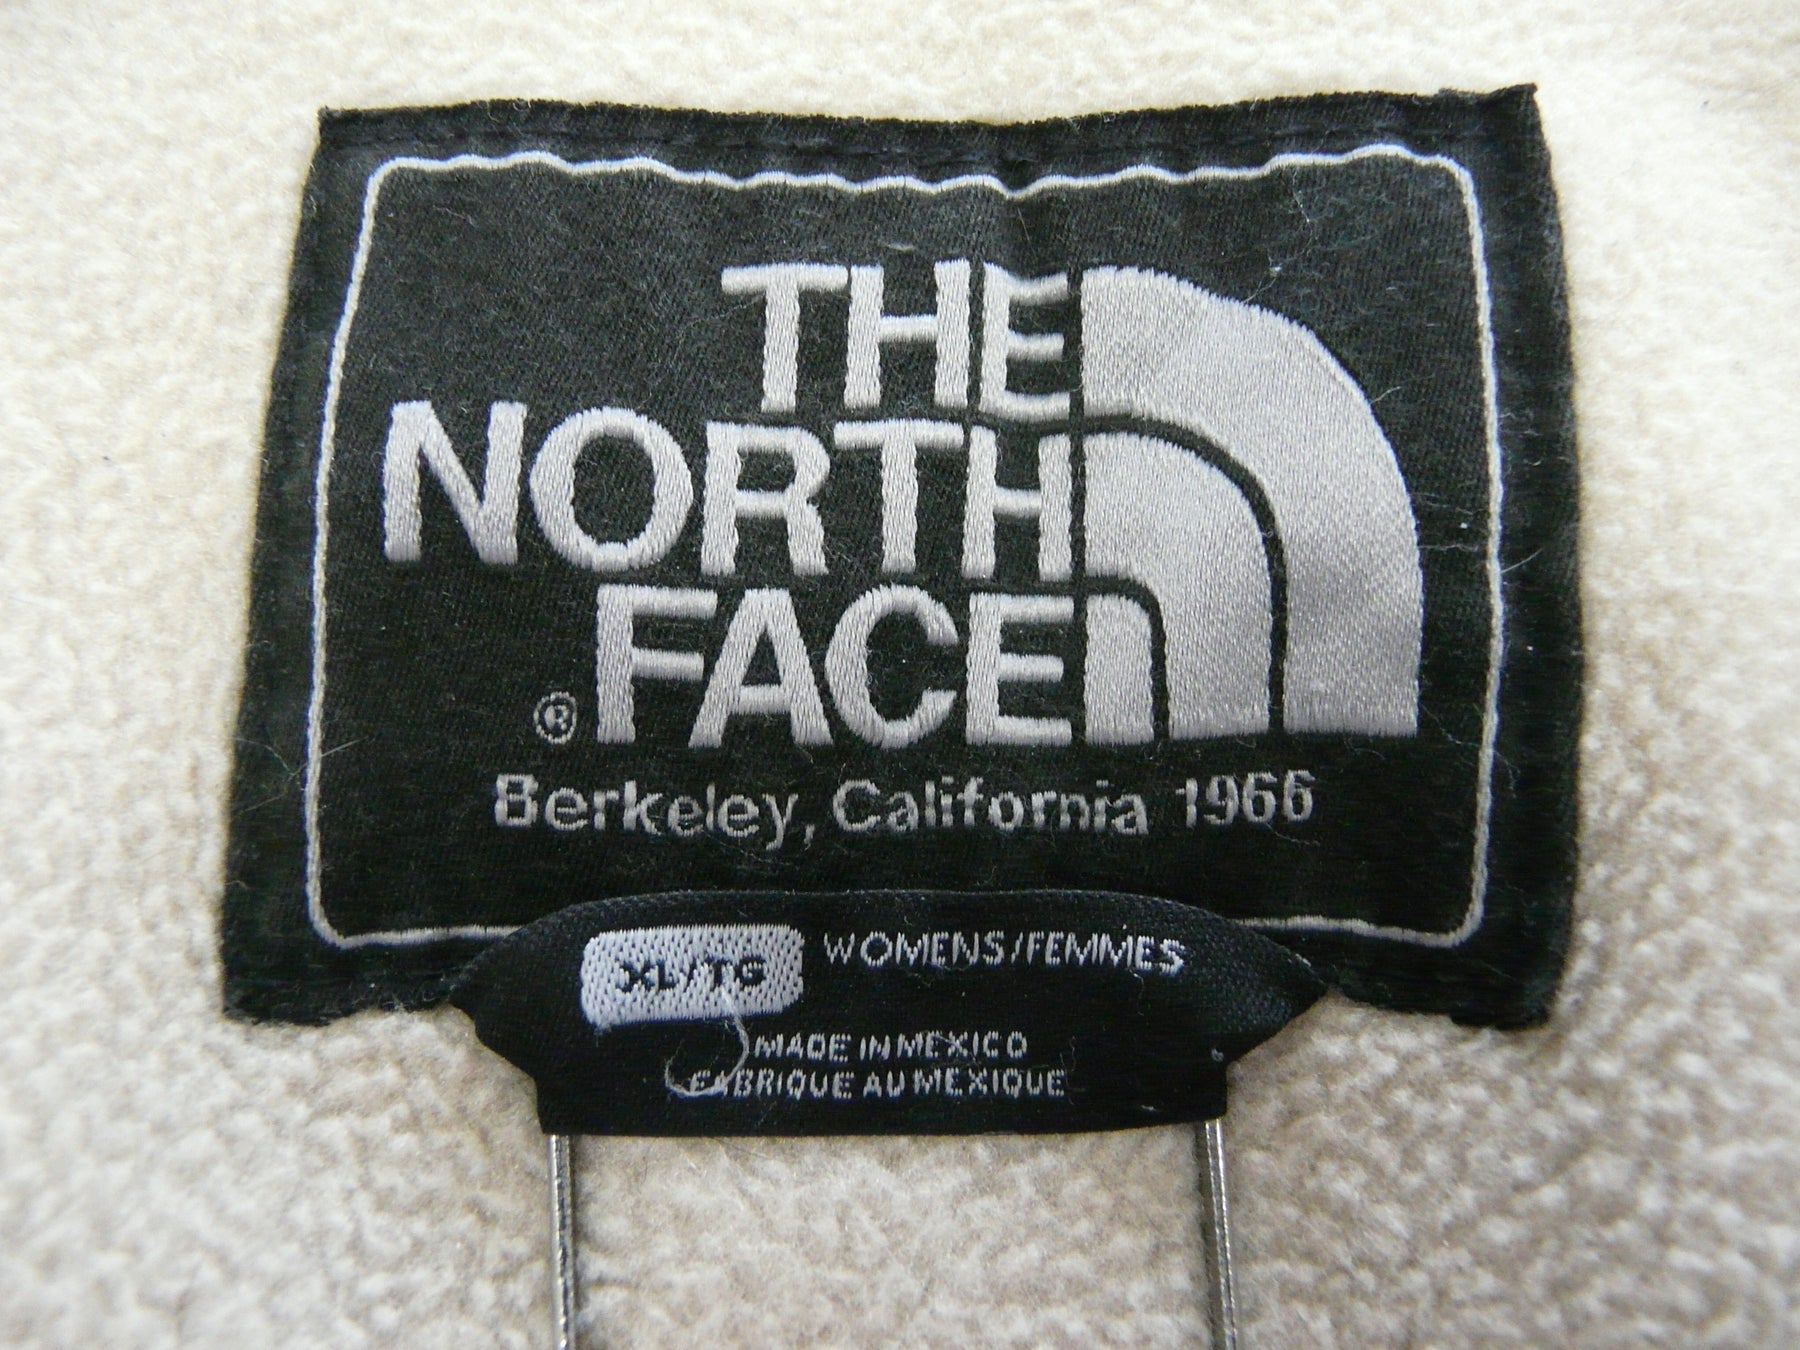 THE
NORTH
FACE
®
Berkeley, California 1966
XL/TG WOMENS/FEMMES
MADE IN MEXICO
FABRIQUE AU MEXIQUE